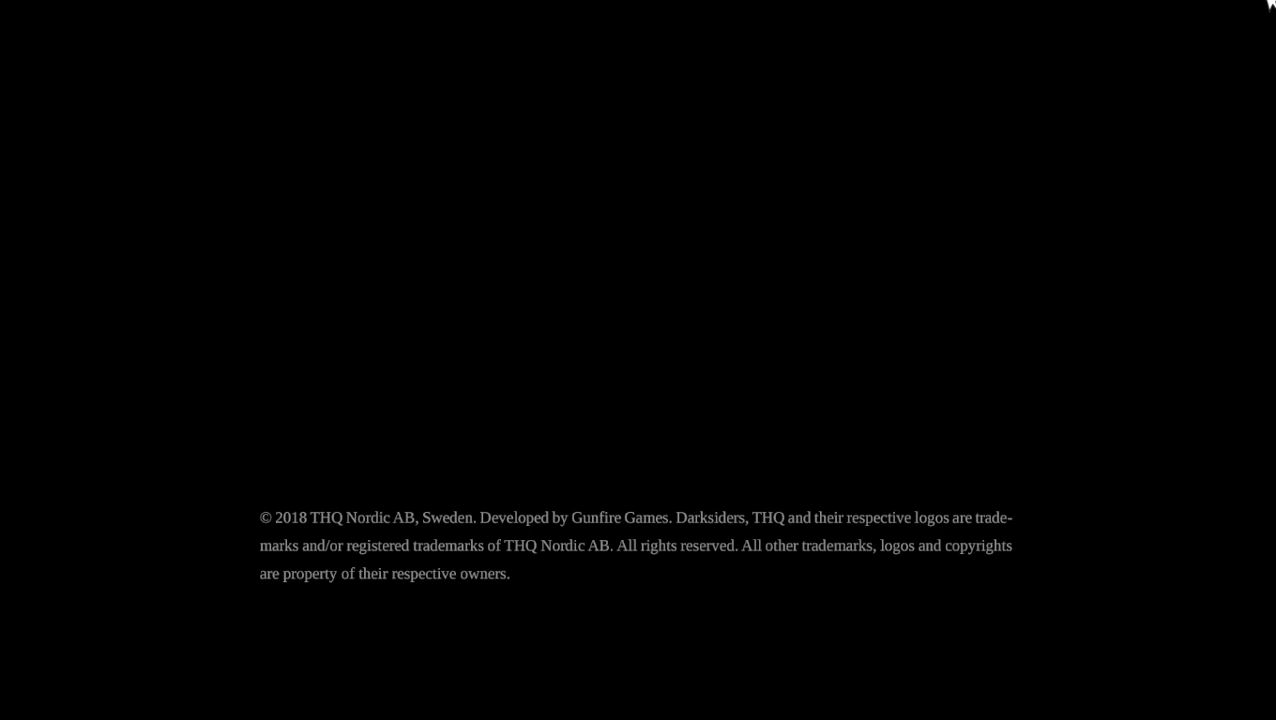 © 2018 THQ Nordic AB, Sweden. Developed by Gunfire Games. Darksiders, THQ and their respective logos are trade-
marks and/or registered trademarks of THQ Nordic AB. All rights reserved. All other trademarks, logos and copyrights
are property of their respective owners.